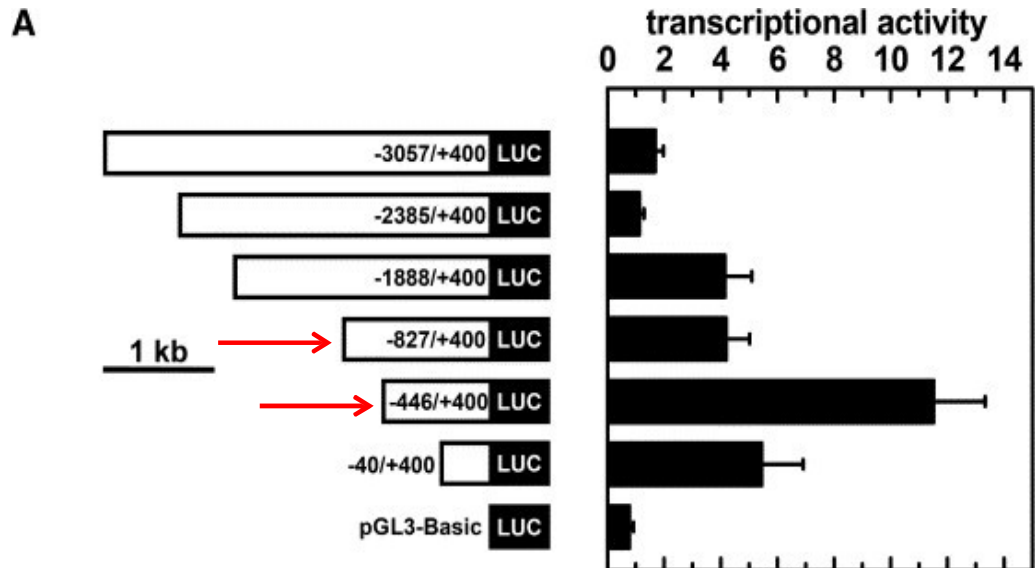 A
transcriptional activity
0 2 4 6 8 10 12 14
-3057/+400 LUC
-2385/+400 LUC
-1888/+400 LUC
-827/+400 LUC
1 kb
-446/+400 LUC
-40/+400 LUC
pGL3-Basic LUC